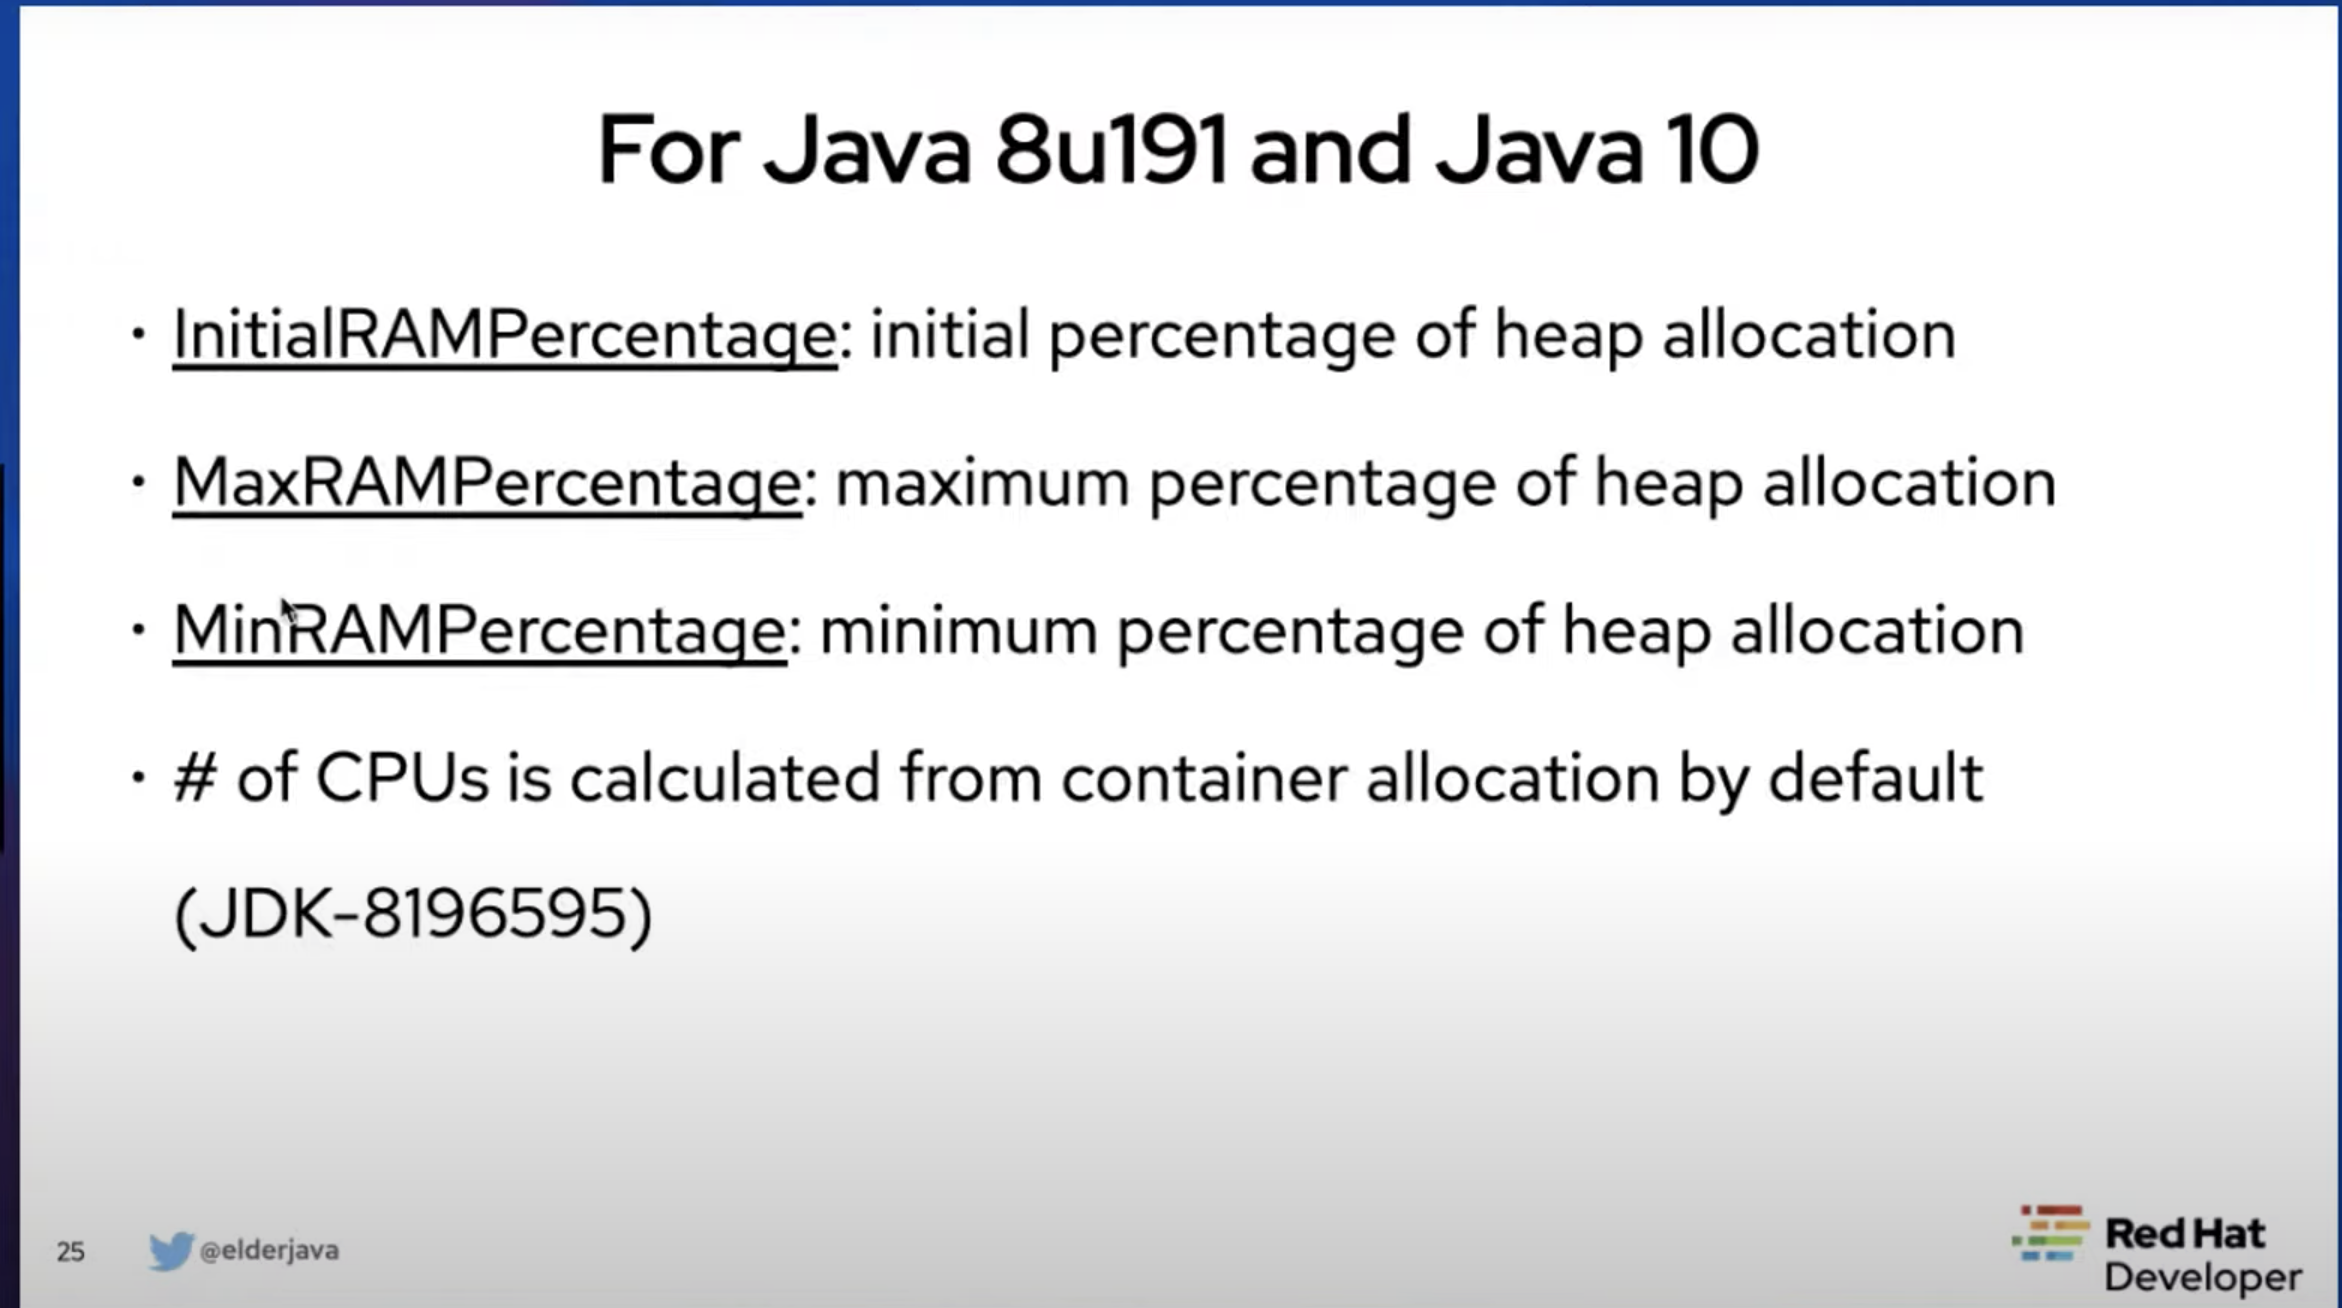 For Java 8u191 and Java 10
• InitialRAMPercentage: initial percentage of heap allocation
• MaxRAMPercentage: maximum percentage of heap allocation
• MinRAMPercentage: minimum percentage of heap allocation
• # of CPUs is calculated from container allocation by default
(JDK-8196595)
25
@elderjava
Red Hat
Developer